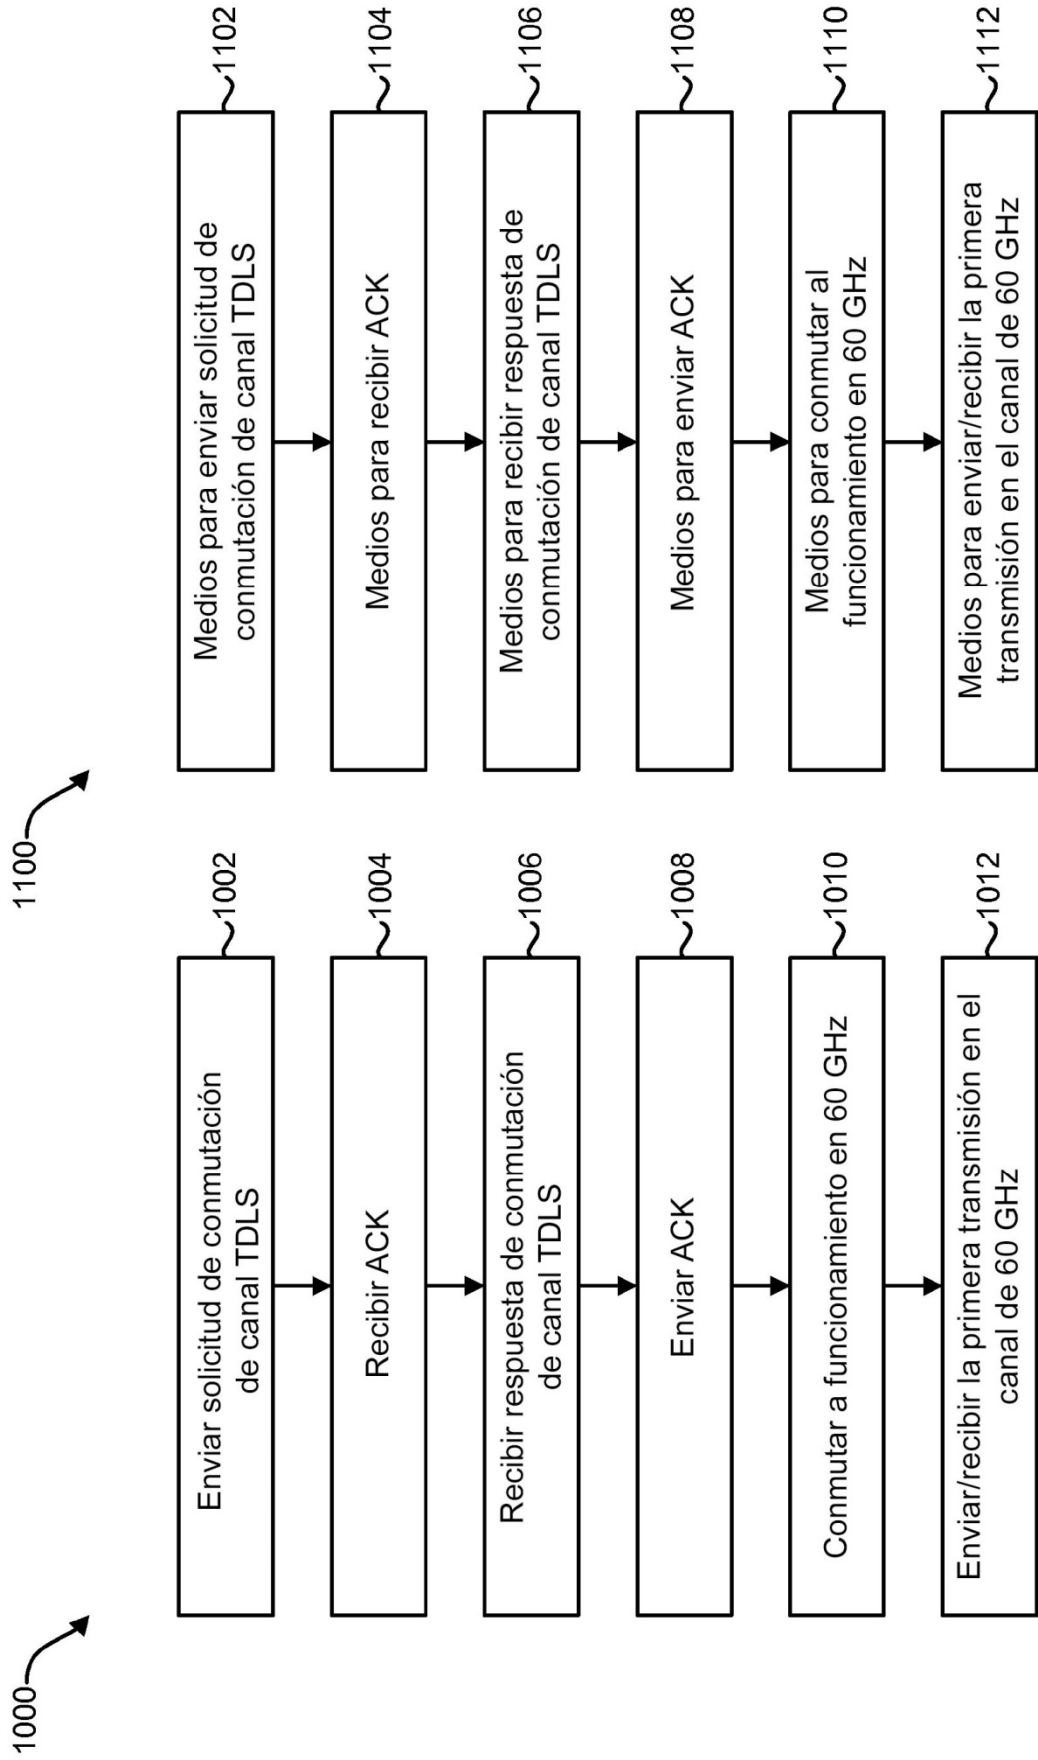 1000
Enviar solicitud de conmutación
de canal TDLS
1002
Recibir ACK
1004
Recibir respuesta de conmutación
de canal TDLS
1006
Enviar ACK
1008
Conmutar a funcionamiento en 60 GHz
1010
Enviar/recibir la primera transmisión en el
canal de 60 GHz
1012
1100
Medios para enviar solicitud de
conmutación de canal TDLS
1102
Medios para recibir ACK
1104
Medios para recibir respuesta de
conmutación de canal TDLS
1106
Medios para enviar ACK
1108
Medios para conmutar al
funcionamiento en 60 GHz
1110
Medios para enviar/recibir la primera
transmisión en el canal de 60 GHz
1112